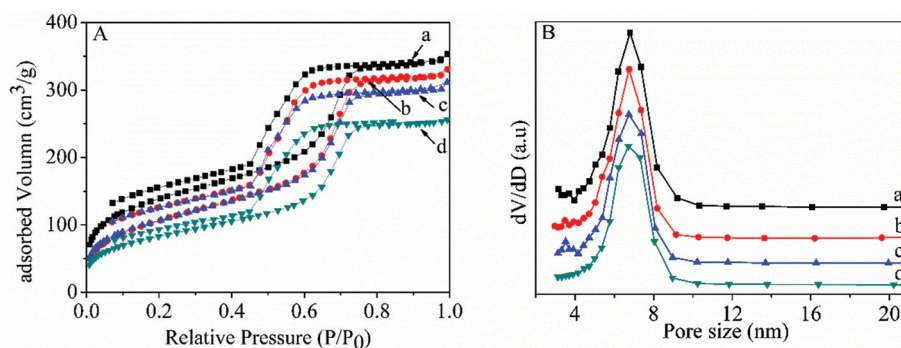 A
400
300
200
100
0
0.0 0.2 0.4 0.6 0.8 1.0
adsorbed Volumn (cm³/g)
Relative Pressure (P/P0)
a
b
c
d
B
dV/dD (a.u)
a
b
c
d
4 8 12 16 20
Pore size (nm)